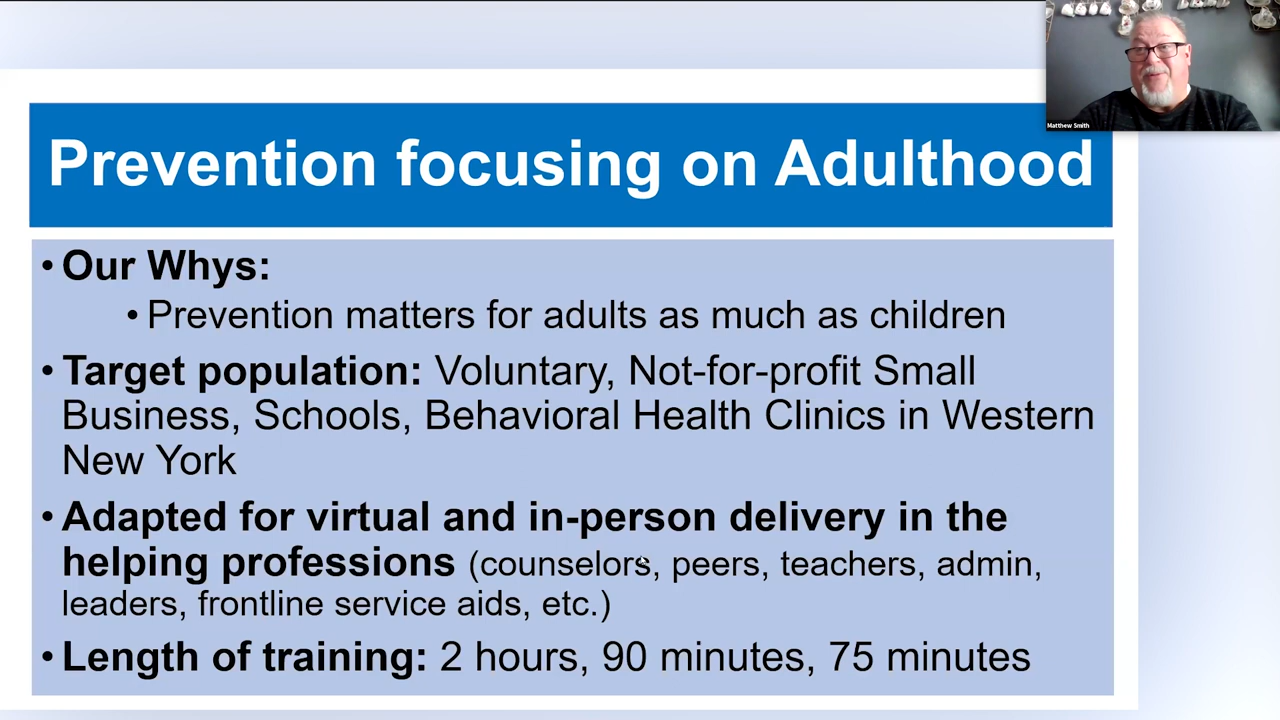 Matthew Smith
Prevention focusing on Adulthood
• Our Whys:
• Prevention matters for adults as much as children
• Target population: Voluntary, Not-for-profit Small
Business, Schools, Behavioral Health Clinics in Western
New York
• Adapted for virtual and in-person delivery in the
helping professions (counselors, peers, teachers, admin,
leaders, frontline service aids, etc.)
• Length of training: 2 hours, 90 minutes, 75 minutes